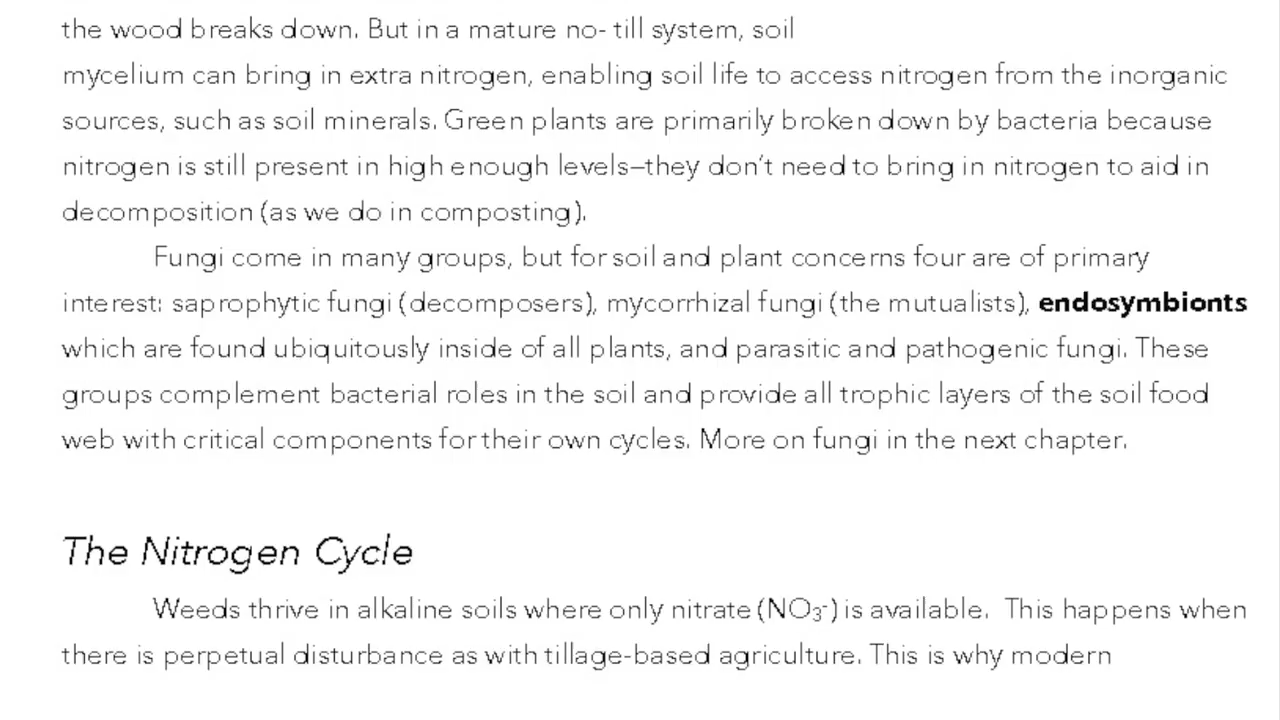 the wood breaks down. But in a mature no- till system, soil
mycelium can bring in extra nitrogen, enabling soil life to access nitrogen from the inorganic
sources, such as soil minerals. Green plants are primarily broken down by bacteria because
nitrogen is still present in high enough levels—they don't need to bring in nitrogen to aid in
decomposition (as we do in composting).
Fungi come in many groups, but for soil and plant concerns four are of primary
interest: saprophytic fungi (decomposers), mycorrhizal fungi (the mutualists), endosymbionts
which are found ubiquitously inside of all plants, and parasitic and pathogenic fungi. These
groups complement bacterial roles in the soil and provide all trophic layers of the soil food
web with critical components for their own cycles. More on fungi in the next chapter.
The Nitrogen Cycle
Weeds thrive in alkaline soils where only nitrate (NO₃⁻) is available.  This happens when
there is perpetual disturbance as with tillage-based agriculture. This is why modern